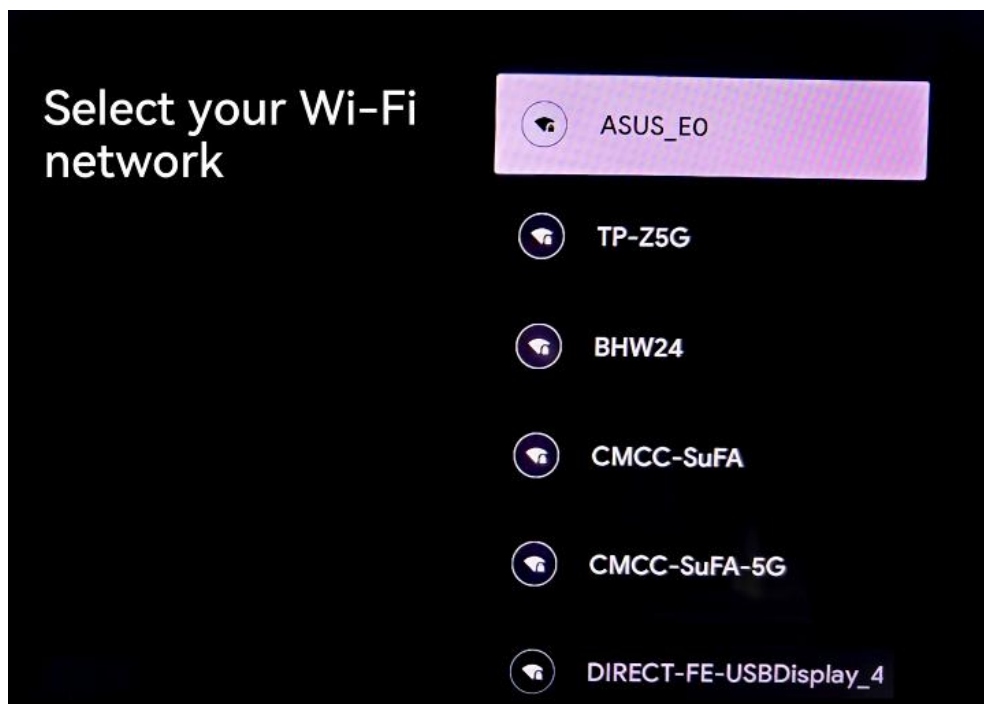 Select your Wi-Fi
network
ASUS_E0
TP-Z5G
BHW24
CMCC-SuFA
CMCC-SuFA-5G
DIRECT-FE-USBDisplay_4